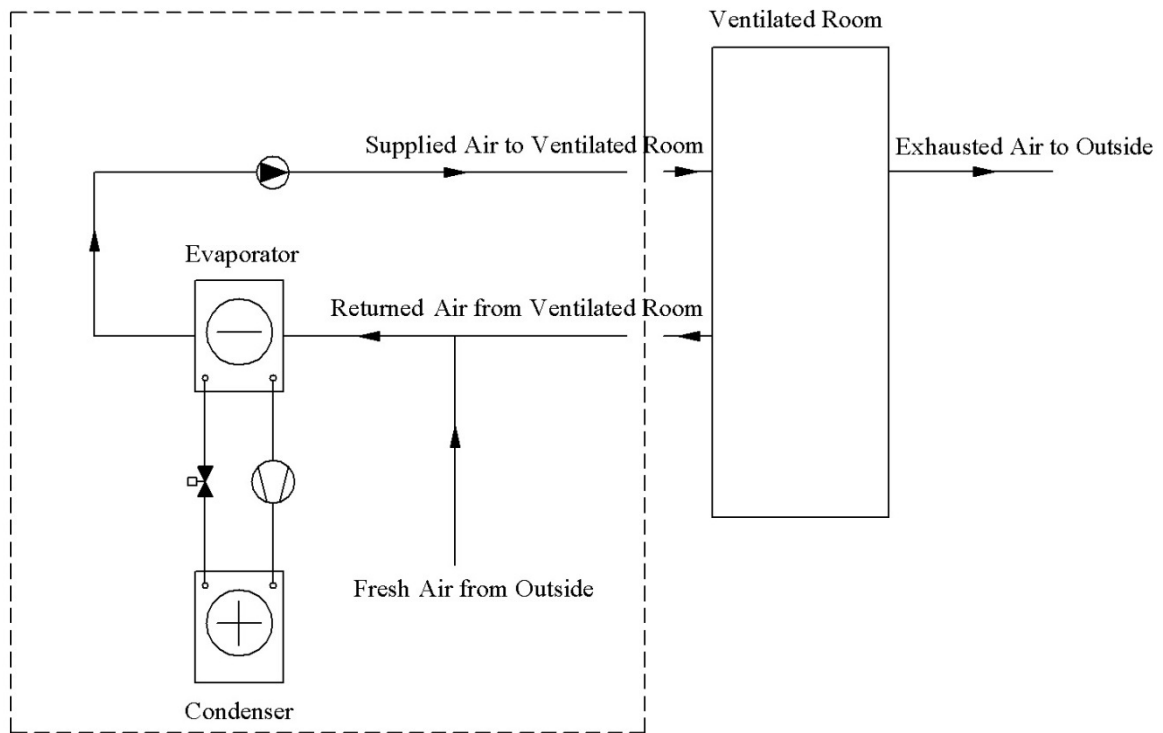 Ventilated Room
Supplied Air to Ventilated Room
Exhausted Air to Outside
Evaporator
Returned Air from Ventilated Room
Fresh Air from Outside
Condenser